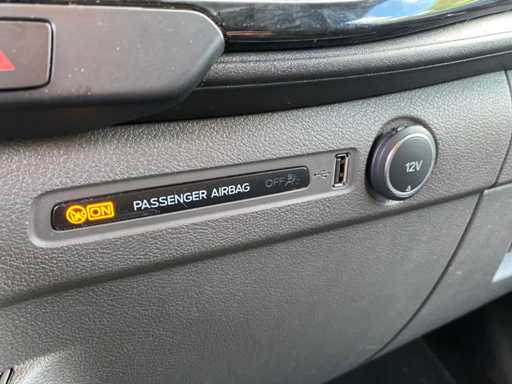 ON PASSENGER AIRBAG OFF
12V